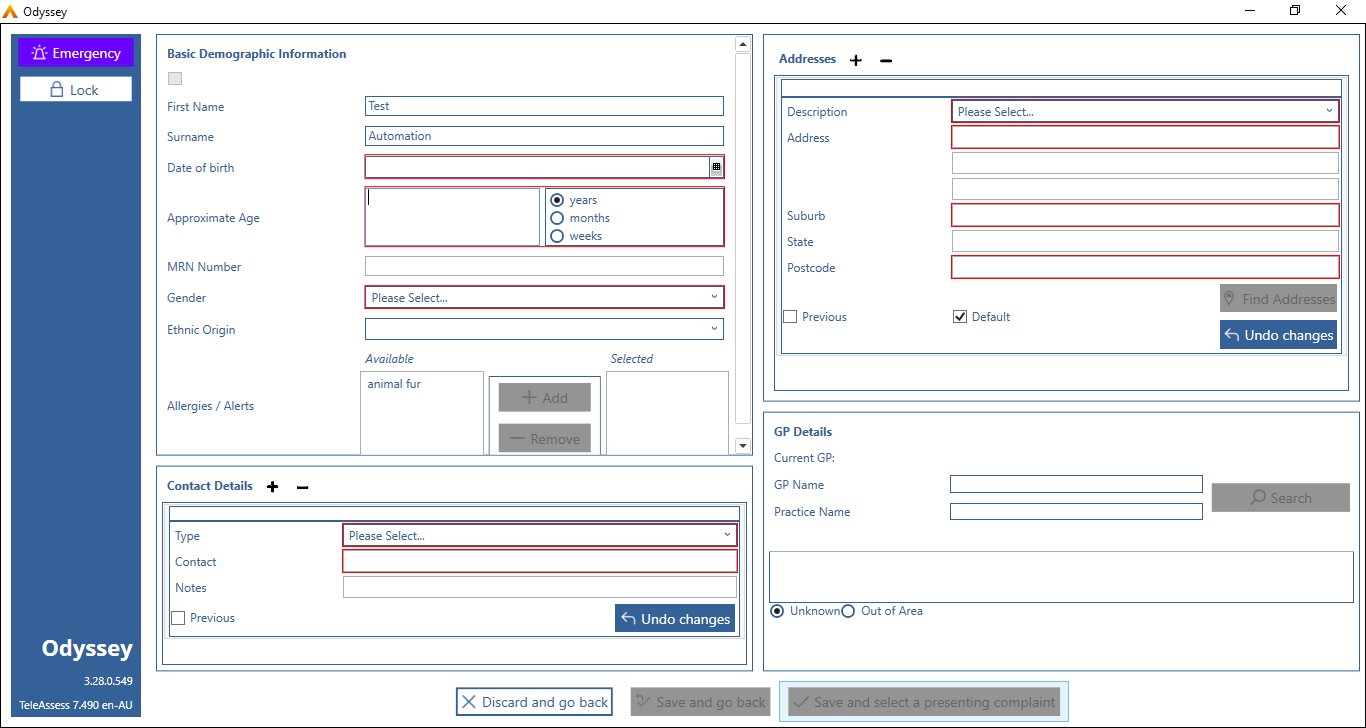 Odyssey
Emergency
Lock
Odyssey
3.28.0.549
TeleAssess 7.490 en-AU
Basic Demographic Information
First Name Test
Surname Automation
Date of birth
Approximate Age
years
months
weeks
MRN Number
Gender Please Select...
Ethnic Origin
Available Selected
Allergies / Alerts animal fur
Add
Remove
Contact Details
Type Please Select...
Contact
Notes
Previous Undo changes
Addresses
Description Please Select...
Address
Suburb
State
Postcode
Find Addresses
Previous Default
Undo changes
GP Details
Current GP:
GP Name
Search
Practice Name
Unknown Out of Area
Discard and go back Save and go back Save and select a presenting complaint